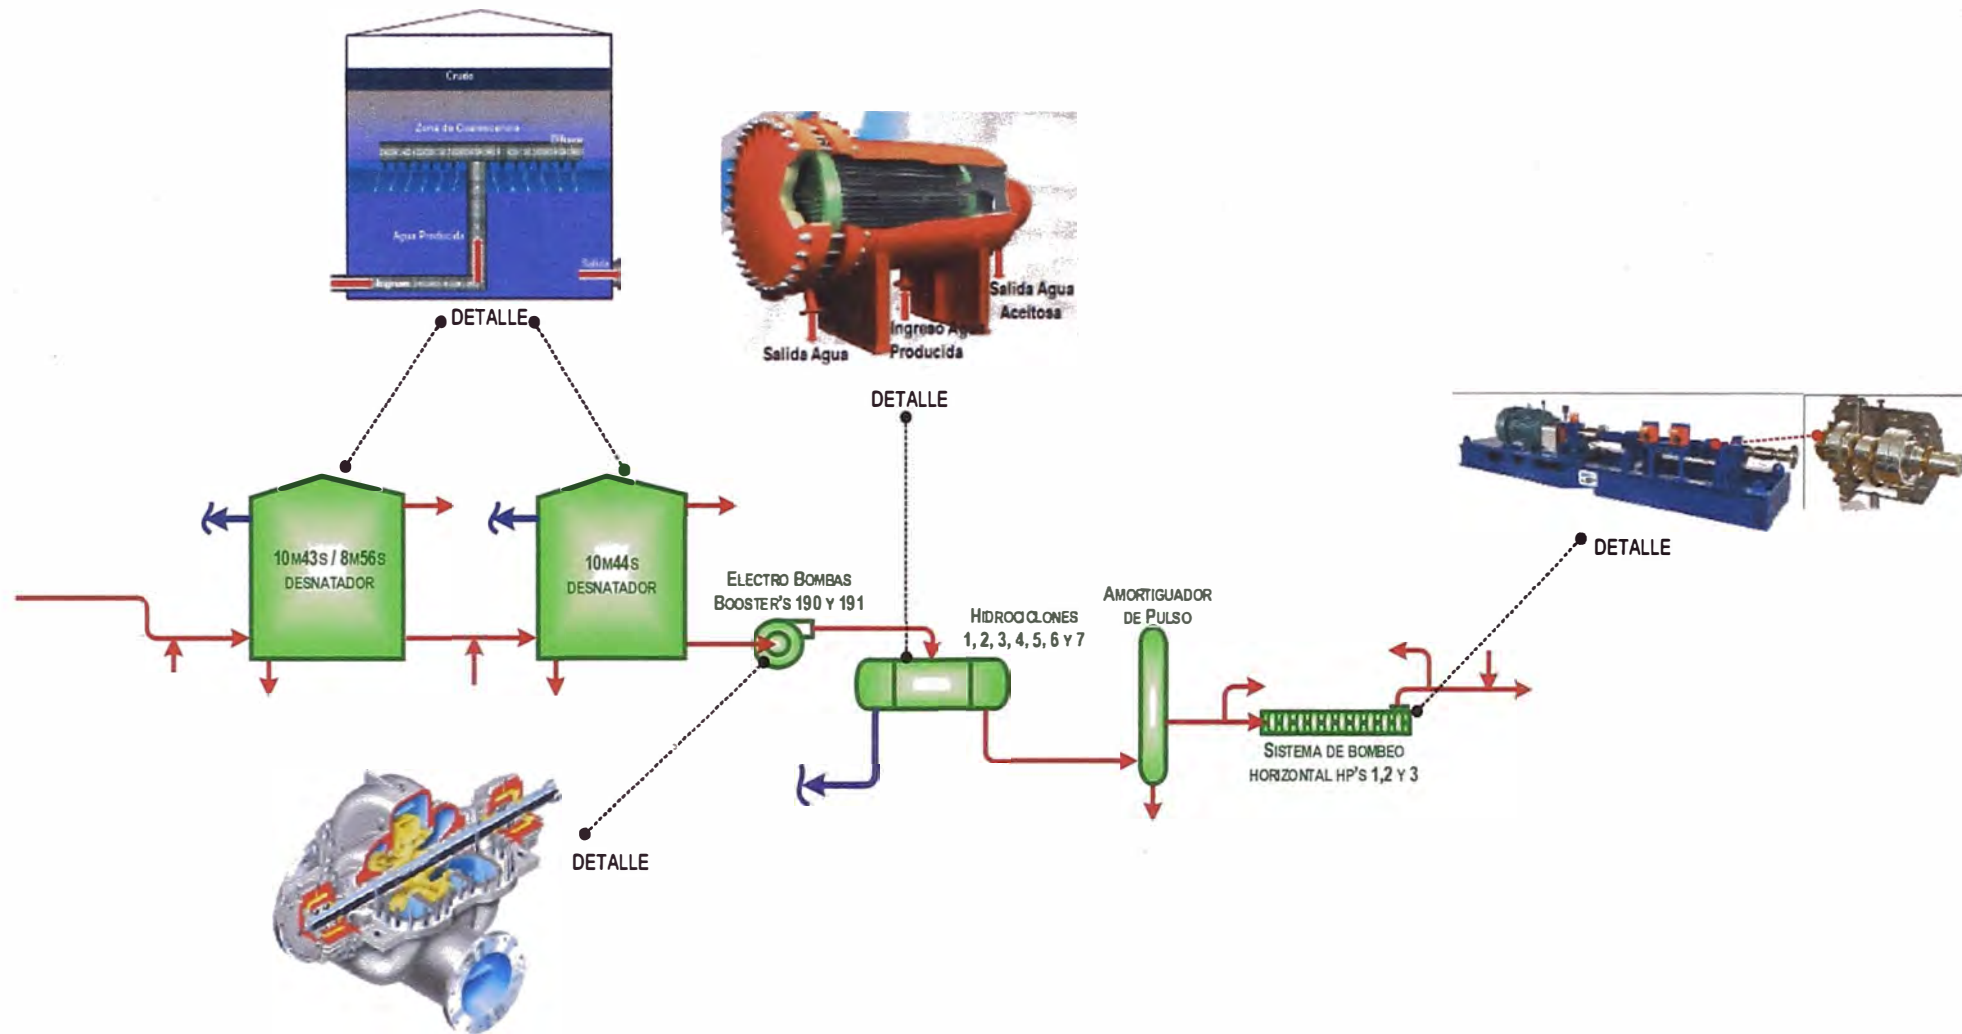 Crudo
Zona de Coalescencia
Difusor
Agua Producida
Salida
Ingreso
DETALLE
Salida Agua
Aceitosa
Ingreso Agua
Producida
Salida Agua
DETALLE
DETALLE
10M43S / 8M56S
DESNATADOR
10M44S
DESNATADOR
ELECTRO BOMBAS
BOOSTER'S 190 Y 191
HIDROCICLONES
1, 2, 3, 4, 5, 6 Y 7
AMORTIGUADOR
DE PULSO
SISTEMA DE BOMBEO
HORIZONTAL HP'S 1,2 Y 3
DETALLE